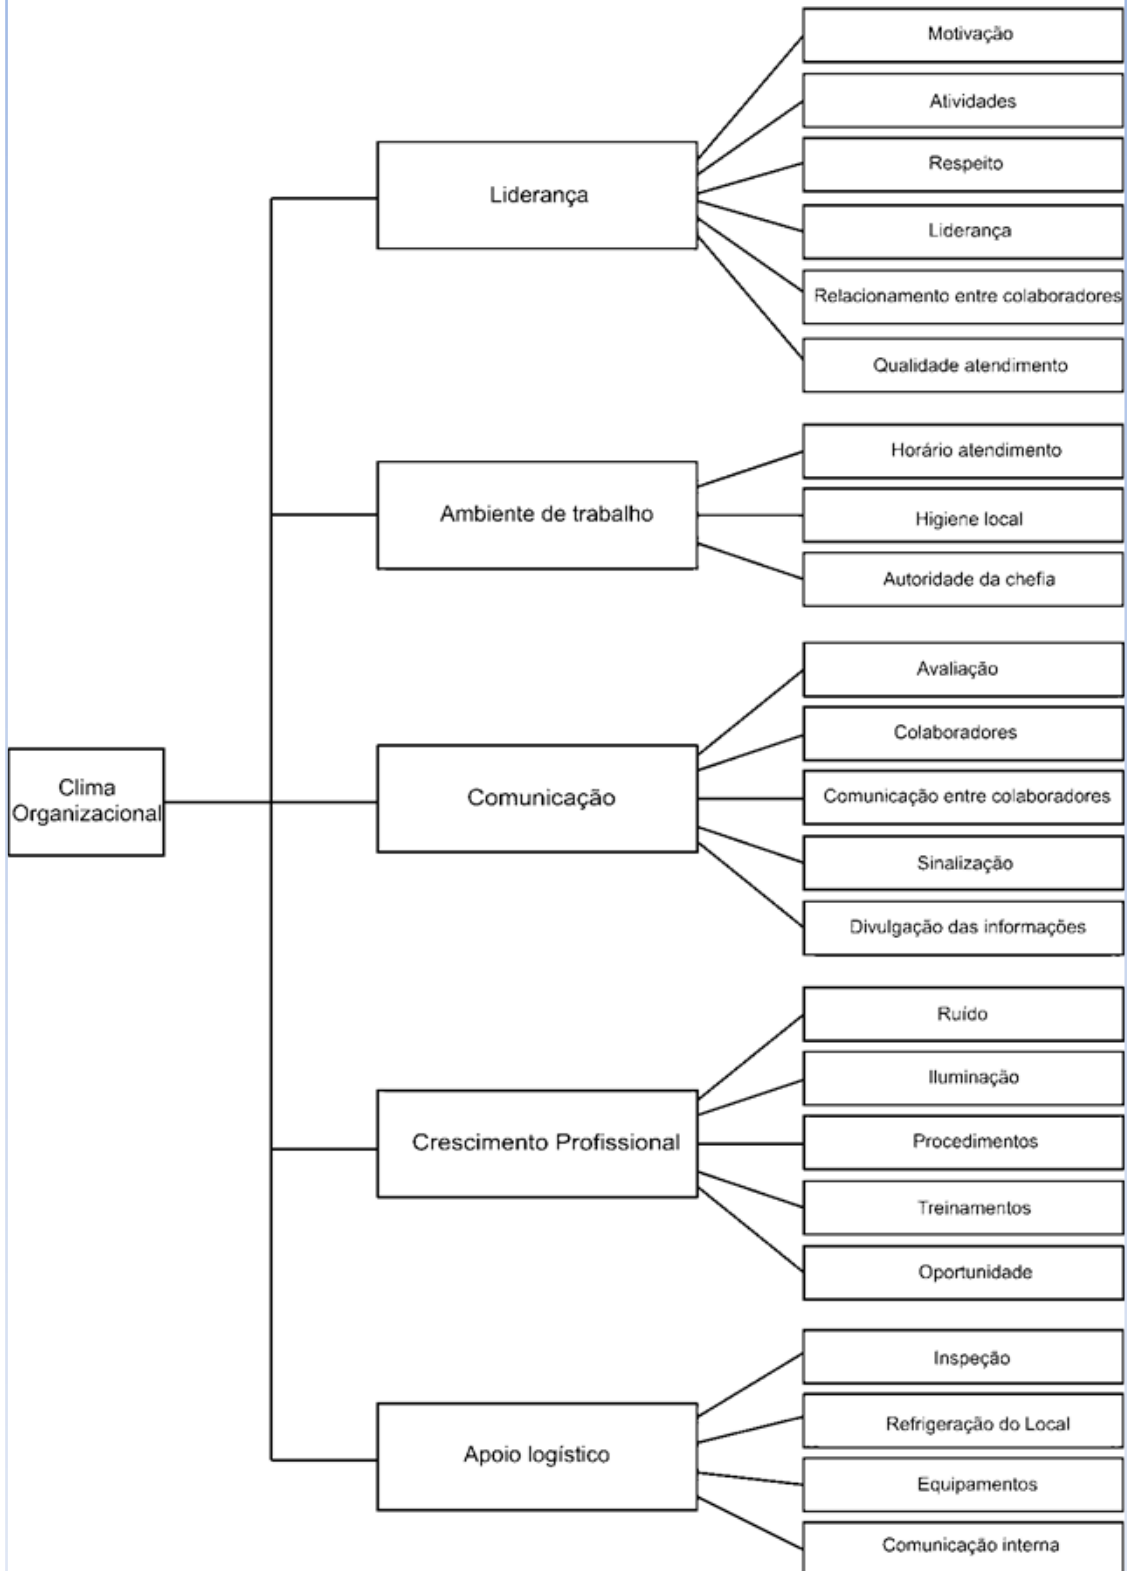 Motivação
Atividades
Respeito
Liderança
Liderança
Relacionamento entre colaboradores
Qualidade atendimento
Horário atendimento
Ambiente de trabalho
Higiene local
Autoridade da chefia
Avaliação
Colaboradores
Clima
Organizacional
Comunicação
Comunicação entre colaboradores
Sinalização
Divulgação das informações
Ruído
Iluminação
Crescimento Profissional
Procedimentos
Treinamentos
Oportunidade
Inspeção
Refrigeração do Local
Apoio logístico
Equipamentos
Comunicação interna